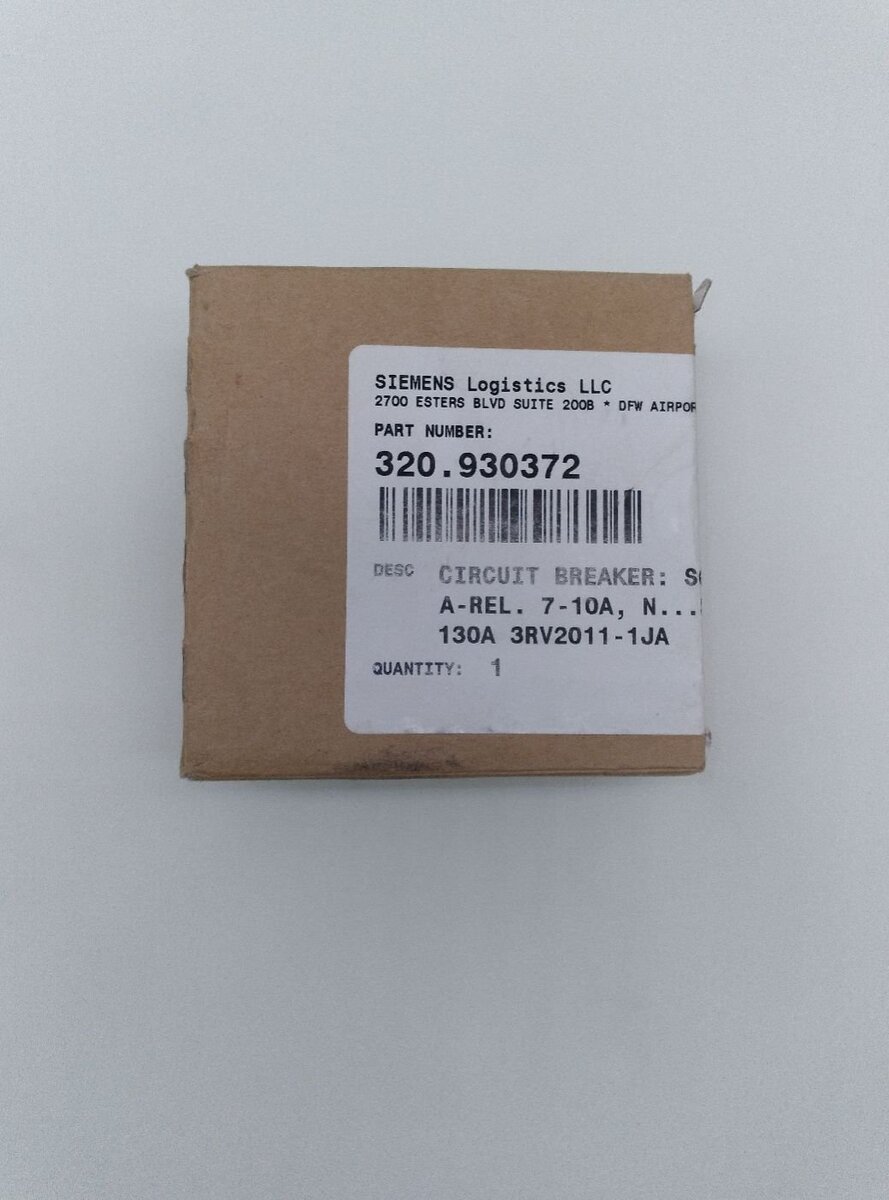 SIEMENS Logistics LLC
2700 ESTERS BLVD SUITE 200B * DFW
PART NUMBER:
320.930372
DESC CIRCUIT BREAKER:
A-REL. 7-10A, N...
130A 3RV2011-1JA
QUANTITY: 1